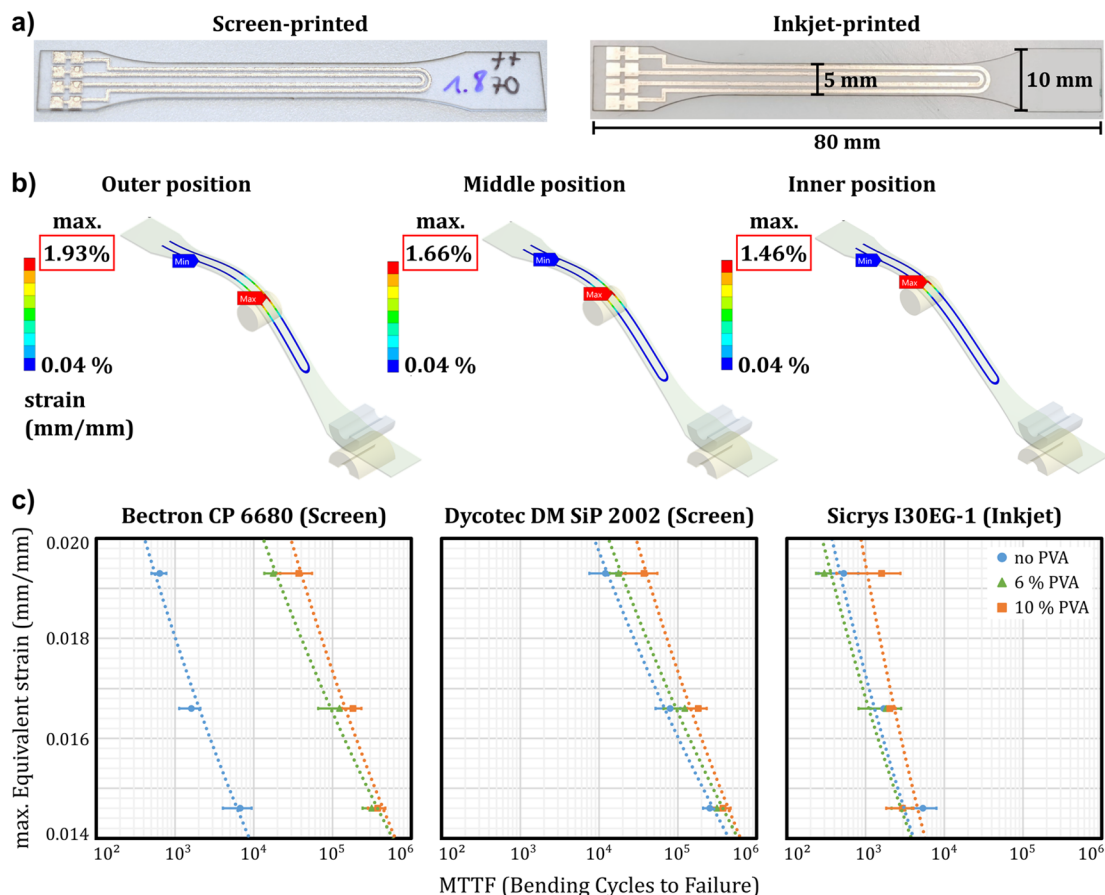 a)
Screen-printed
Inkjet-printed
1.8
77
70
5 mm
10 mm
80 mm
b)
Outer position
Middle position
Inner position
max.
1.93%
Min
Max
0.04 %
strain
(mm/mm)
max.
1.66%
Min
Max
0.04 %
max.
1.46%
Min
Max
0.04 %
c)
Bectron CP 6680 (Screen)
Dycotec DM SiP 2002 (Screen)
Sicrys I30EG-1 (Inkjet)
max. Equivalent strain (mm/mm)
0.020
0.018
0.016
0.014
no PVA
6 % PVA
10 % PVA
10² 10³ 10⁴ 10⁵ 10⁶
10² 10³ 10⁴ 10⁵ 10⁶
10² 10³ 10⁴ 10⁵ 10⁶
MTTF (Bending Cycles to Failure)